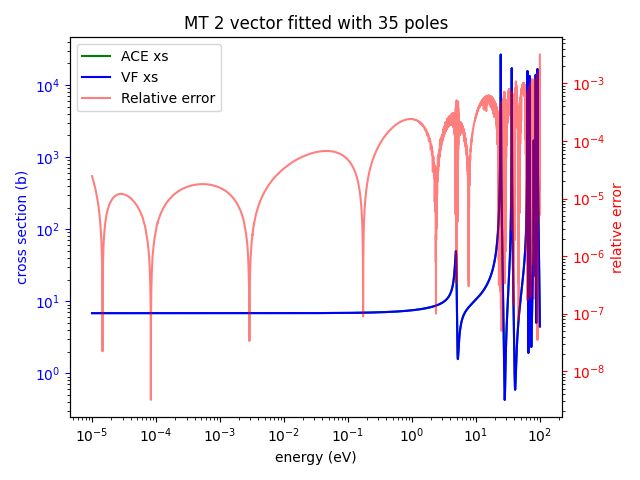 MT 2 vector fitted with 35 poles
ACE xs
VF xs
Relative error
cross section (b)
10^4
10^3
10^2
10^1
10^0
10^-3
10^-4
10^-5
10^-6
10^-7
10^-8
relative error
10^-5
10^-4
10^-3
10^-2
10^-1
10^0
10^1
10^2
energy (eV)